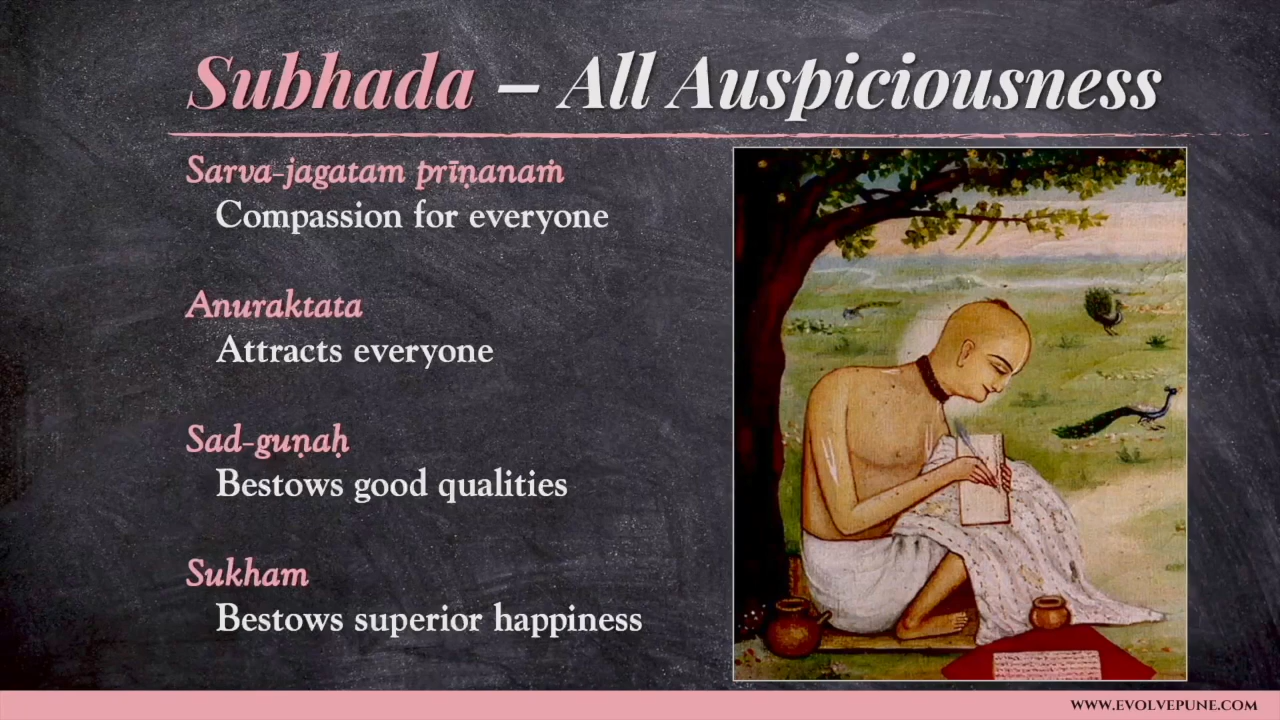 Subhada – All Auspiciousness
Sarva-jagatam prīṇanaṁ
Compassion for everyone
Anuraktata
Attracts everyone
Sad-guṇaḥ
Bestows good qualities
Sukham
Bestows superior happiness
WWW.EVOLVEPUNE.COM